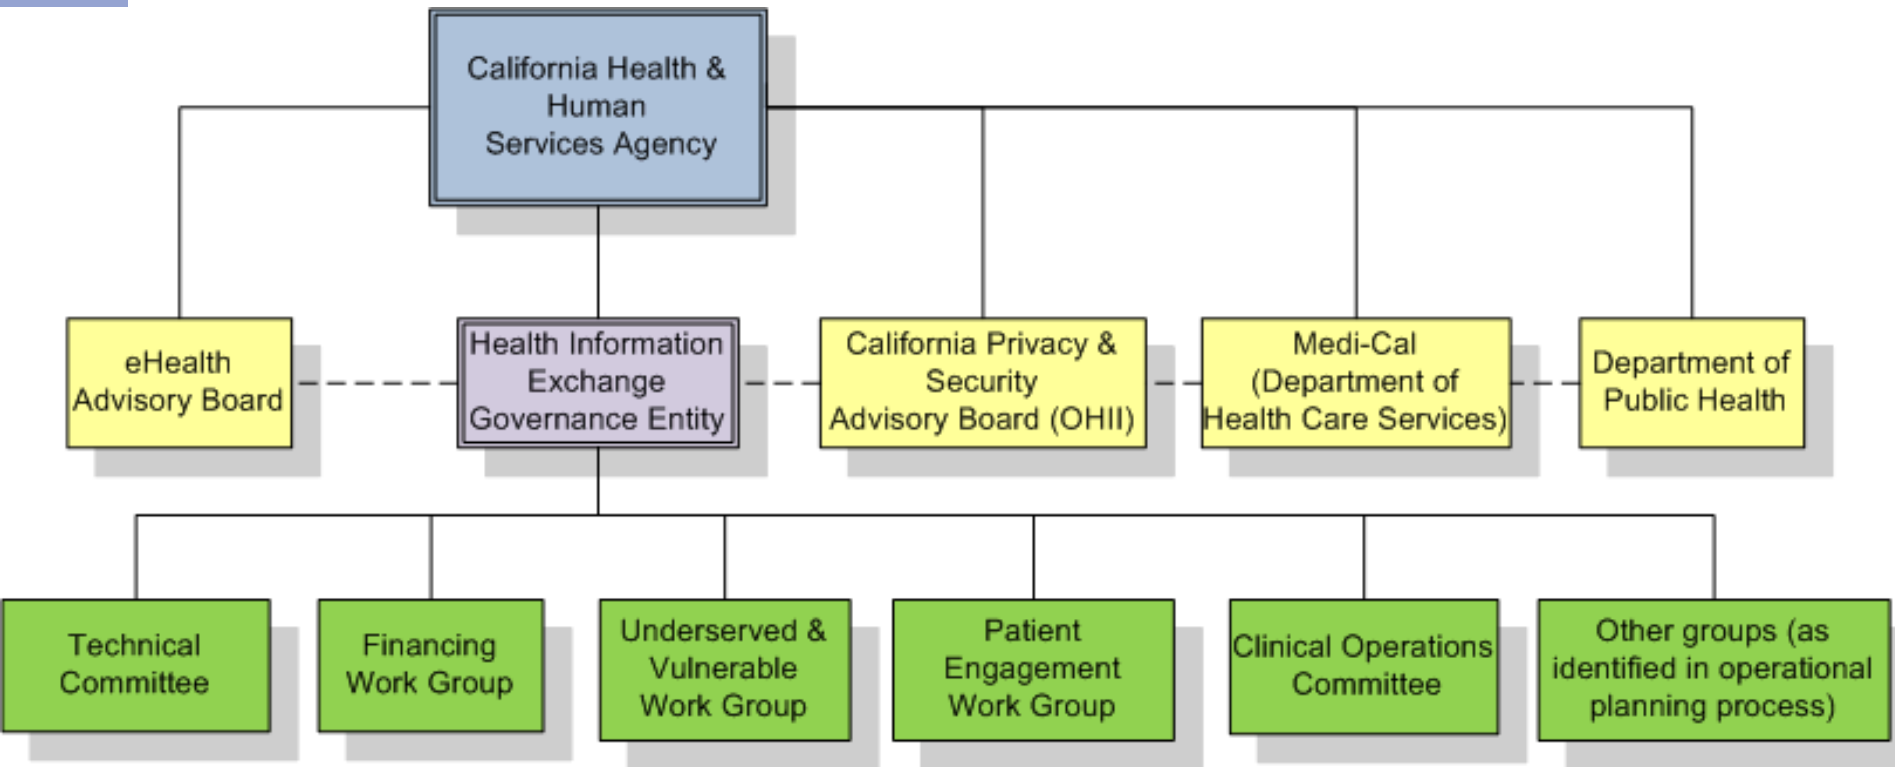 California Health &
Human
Services Agency
eHealth
Advisory Board
Health Information
Exchange
Governance Entity
California Privacy &
Security
Advisory Board (OHII)
Medi-Cal
(Department of
Health Care Services)
Department of
Public Health
Technical
Committee
Financing
Work Group
Underserved &
Vulnerable
Work Group
Patient
Engagement
Work Group
Clinical Operations
Committee
Other groups (as
identified in operational
planning process)